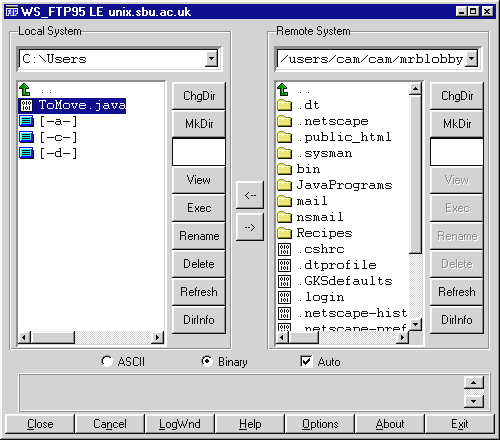 WS_FTP95 LE unix.sbu.ac.uk
Local System
C:\Users
..
ToMove.java
[-a-]
[-c-]
[-d-]
ChgDir
MkDir
View
Exec
Rename
Delete
Refresh
DirInfo
<--
-->
Remote System
/users/cam/cam/mrblobby
..
.dt
.netscape
.public_html
.sysman
bin
JavaPrograms
mail
nsmail
Recipes
.cshrc
.dtprofile
.GKSdefaults
.login
.netscape-hist
.netscape-pref
ChgDir
MkDir
View
Exec
Rename
Delete
Refresh
DirInfo
ASCII Binary Auto
Close Cancel LogWnd Help Options About Exit